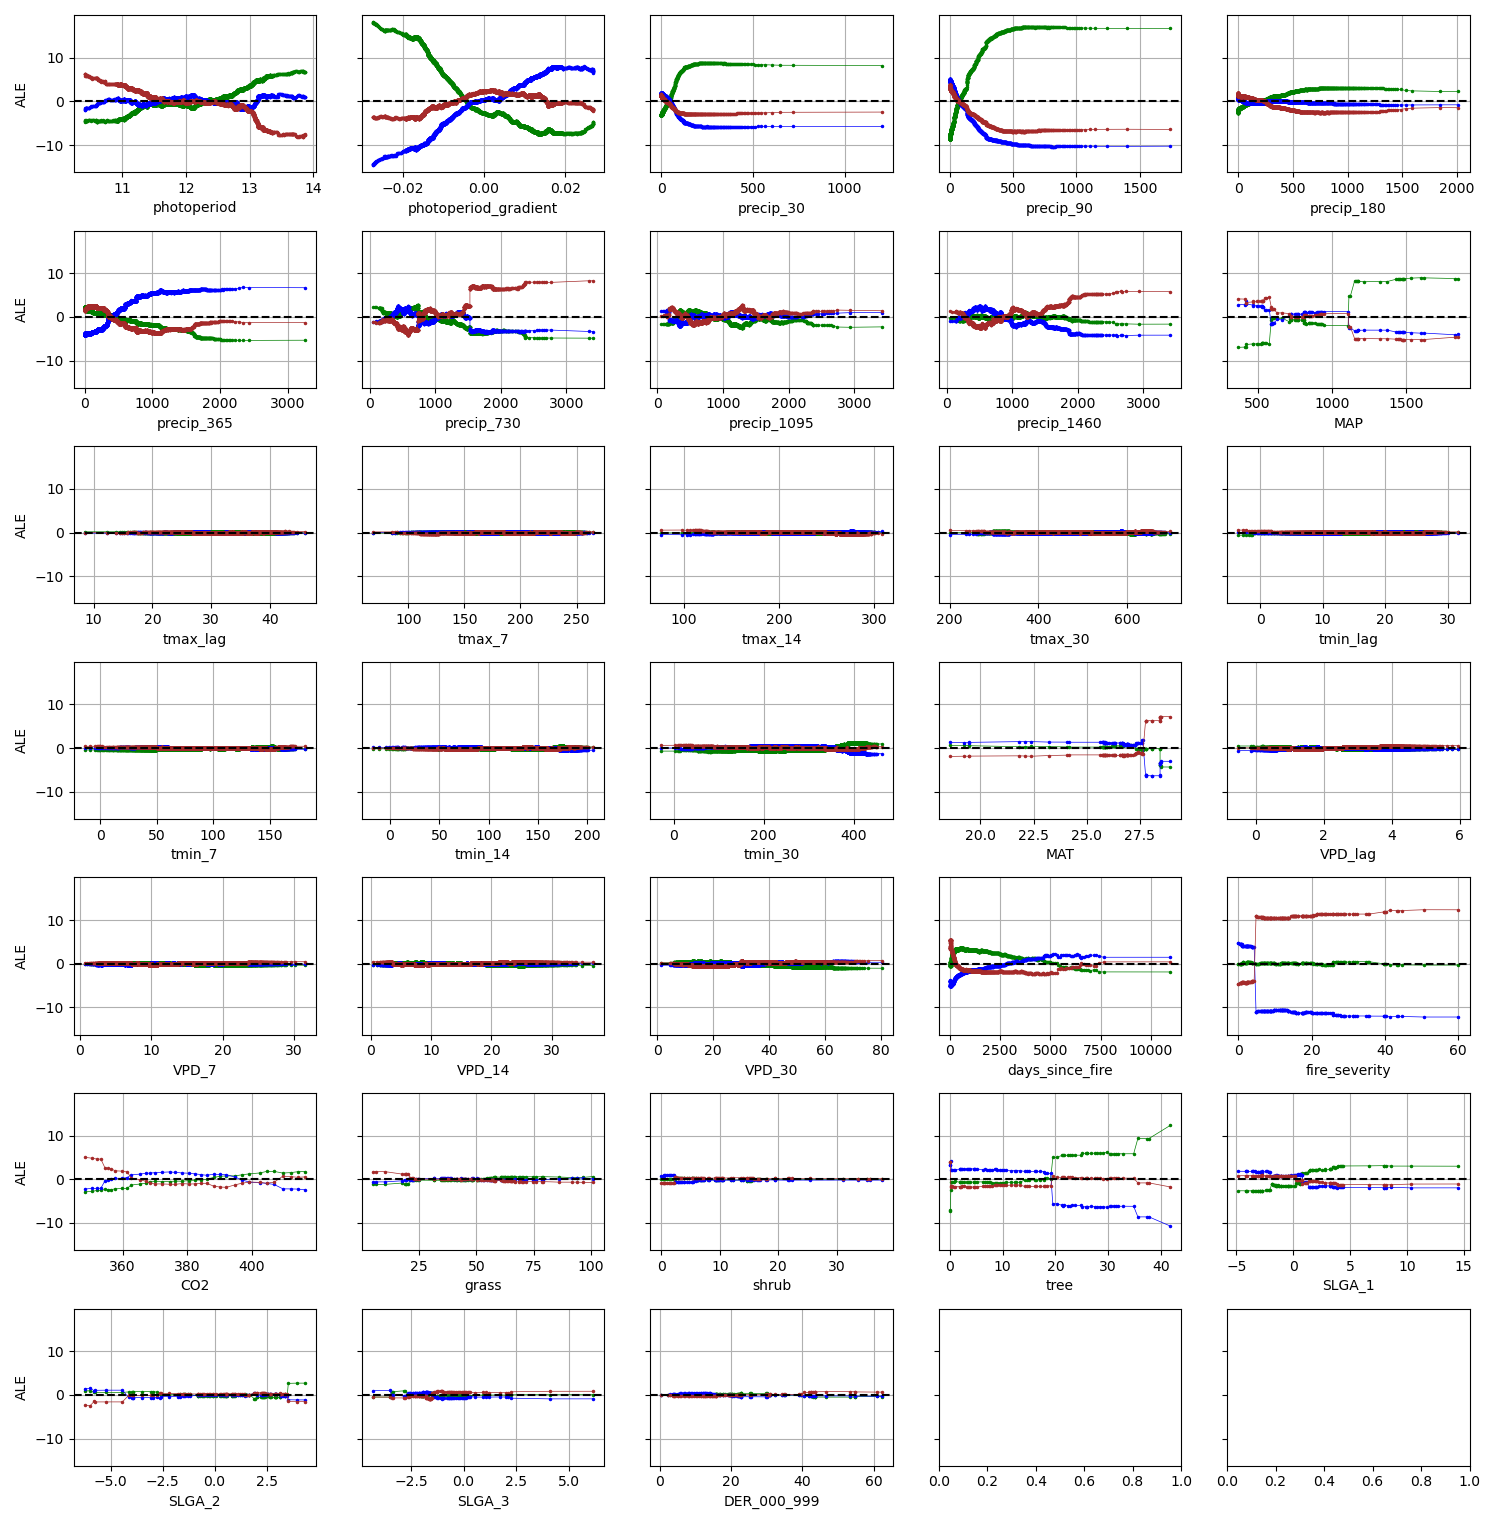 ALE
10
0
−10
11 12 13 14
photoperiod
−0.02 0.00 0.02
photoperiod_gradient
0 500 1000
precip_30
0 500 1000 1500
precip_90
0 500 1000 1500 2000
precip_180
ALE
10
0
−10
0 1000 2000 3000
precip_365
0 1000 2000 3000
precip_730
0 1000 2000 3000
precip_1095
0 1000 2000 3000
precip_1460
500 1000 1500
MAP
ALE
10
0
−10
10 20 30 40
tmax_lag
100 150 200 250
tmax_7
100 200 300
tmax_14
200 400 600
tmax_30
0 10 20 30
tmin_lag
ALE
10
0
−10
0 50 100 150
tmin_7
0 50 100 150 200
tmin_14
0 200 400
tmin_30
20.0 22.5 25.0 27.5
MAT
0 2 4 6
VPD_lag
ALE
10
0
−10
0 10 20 30
VPD_7
0 10 20 30
VPD_14
0 20 40 60 80
VPD_30
0 2500 5000 7500 10000
days_since_fire
0 20 40 60
fire_severity
ALE
10
0
−10
360 380 400
CO2
25 50 75 100
grass
0 10 20 30
shrub
0 10 20 30 40
tree
−5 0 5 10 15
SLGA_1
ALE
10
0
−10
−5.0 −2.5 0.0 2.5
SLGA_2
−2.5 0.0 2.5 5.0
SLGA_3
0 20 40 60
DER_000_999
0.0 0.2 0.4 0.6 0.8 1.0
0.0 0.2 0.4 0.6 0.8 1.0